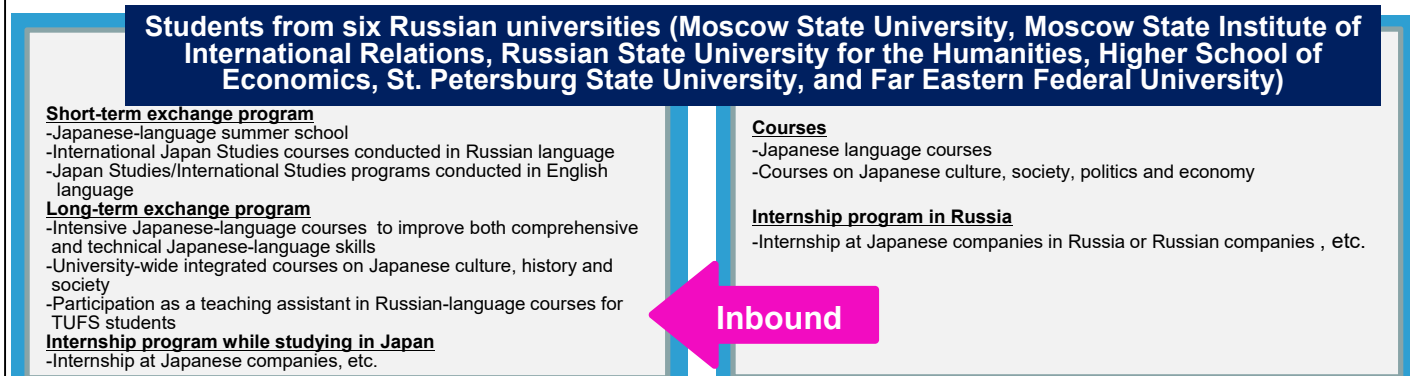 Students from six Russian universities (Moscow State University, Moscow State Institute of
International Relations, Russian State University for the Humanities, Higher School of
Economics, St. Petersburg State University, and Far Eastern Federal University)
Short-term exchange program
-Japanese-language summer school
-International Japan Studies courses conducted in Russian language
-Japan Studies/International Studies programs conducted in English
language
Long-term exchange program
-Intensive Japanese-language courses to improve both comprehensive
and technical Japanese-language skills
-University-wide integrated courses on Japanese culture, history and
society
-Participation as a teaching assistant in Russian-language courses for
TUFS students
Internship program while studying in Japan
-Internship at Japanese companies, etc.
Inbound
Courses
-Japanese language courses
-Courses on Japanese culture, society, politics and economy
Internship program in Russia
-Internship at Japanese companies in Russia or Russian companies , etc.